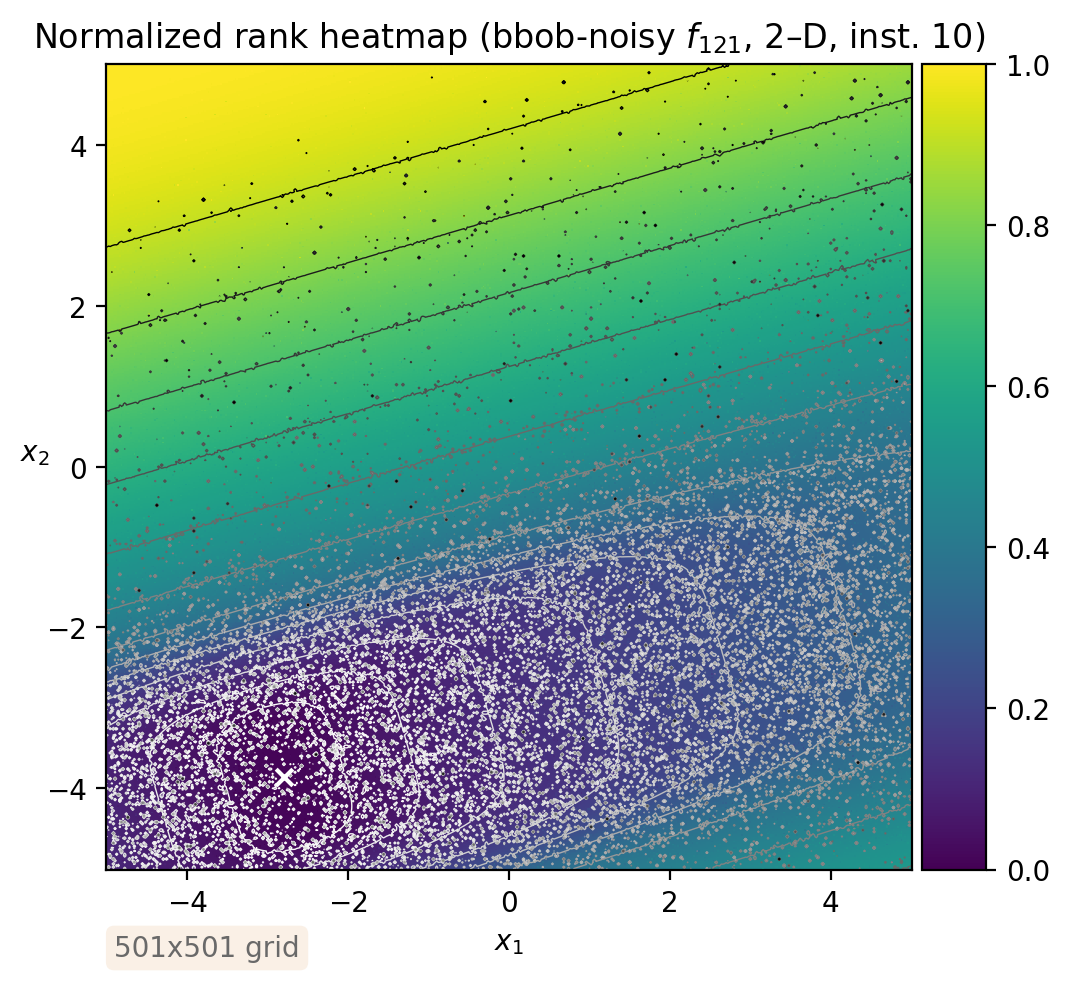 Normalized rank heatmap (bbob-noisy f₁₂₁, 2–D, inst. 10)
1.0
4
0.8
2
0.6
x₂
0
0.4
−2
0.2
−4
0.0
−4 −2 0 2 4
x₁
501x501 grid